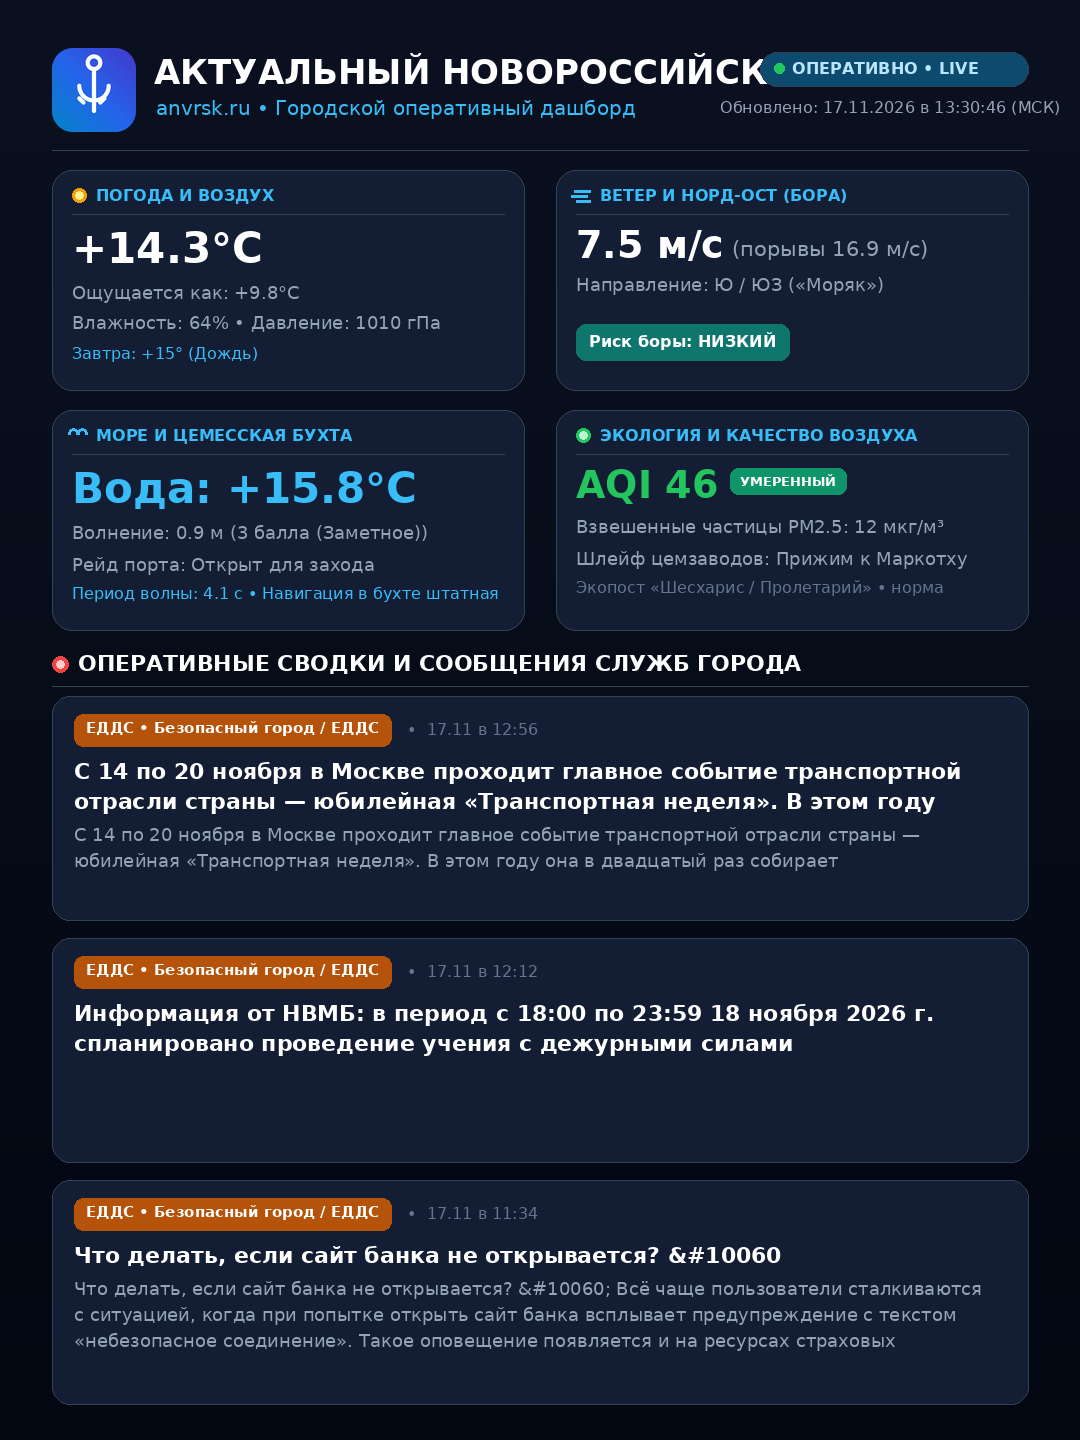 АКТУАЛЬНЫЙ НОВОРОССИЙСК
ОПЕРАТИВНО • LIVE
anvrsk.ru • Городской оперативный дашборд
Обновлено: 17.11.2026 в 13:30:46 (МСК)
ПОГОДА И ВОЗДУХ
+14.3°C
Ощущается как: +9.8°C
Влажность: 64% • Давление: 1010 гПа
Завтра: +15° (Дождь)
ВЕТЕР И НОРД-ОСТ (БОРА)
7.5 м/с (порывы 16.9 м/с)
Направление: Ю / ЮЗ («Моряк»)
Риск боры: НИЗКИЙ
МОРЕ И ЦЕМЕССКАЯ БУХТА
Вода: +15.8°C
Волнение: 0.9 м (3 балла (Заметное))
Рейд порта: Открыт для захода
Период волны: 4.1 с • Навигация в бухте штатная
ЭКОЛОГИЯ И КАЧЕСТВО ВОЗДУХА
AQI 46 УМЕРЕННЫЙ
Взвешенные частицы PM2.5: 12 мкг/м³
Шлейф цемзаводов: Прижим к Маркотху
Экопост «Шесхарис / Пролетарий» • норма
ОПЕРАТИВНЫЕ СВОДКИ И СООБЩЕНИЯ СЛУЖБ ГОРОДА
ЕДДС • Безопасный город / ЕДДС • 17.11 в 12:56
С 14 по 20 ноября в Москве проходит главное событие транспортной
отрасли страны — юбилейная «Транспортная неделя». В этом году
С 14 по 20 ноября в Москве проходит главное событие транспортной отрасли страны —
юбилейная «Транспортная неделя». В этом году она в двадцатый раз собирает
ЕДДС • Безопасный город / ЕДДС • 17.11 в 12:12
Информация от НВМБ: в период с 18:00 по 23:59 18 ноября 2026 г.
спланировано проведение учения с дежурными силами
ЕДДС • Безопасный город / ЕДДС • 17.11 в 11:34
Что делать, если сайт банка не открывается? &#10060
Что делать, если сайт банка не открывается? &#10060; Всё чаще пользователи сталкиваются
с ситуацией, когда при попытке открыть сайт банка всплывает предупреждение с текстом
«небезопасное соединение». Такое оповещение появляется и на ресурсах страховых